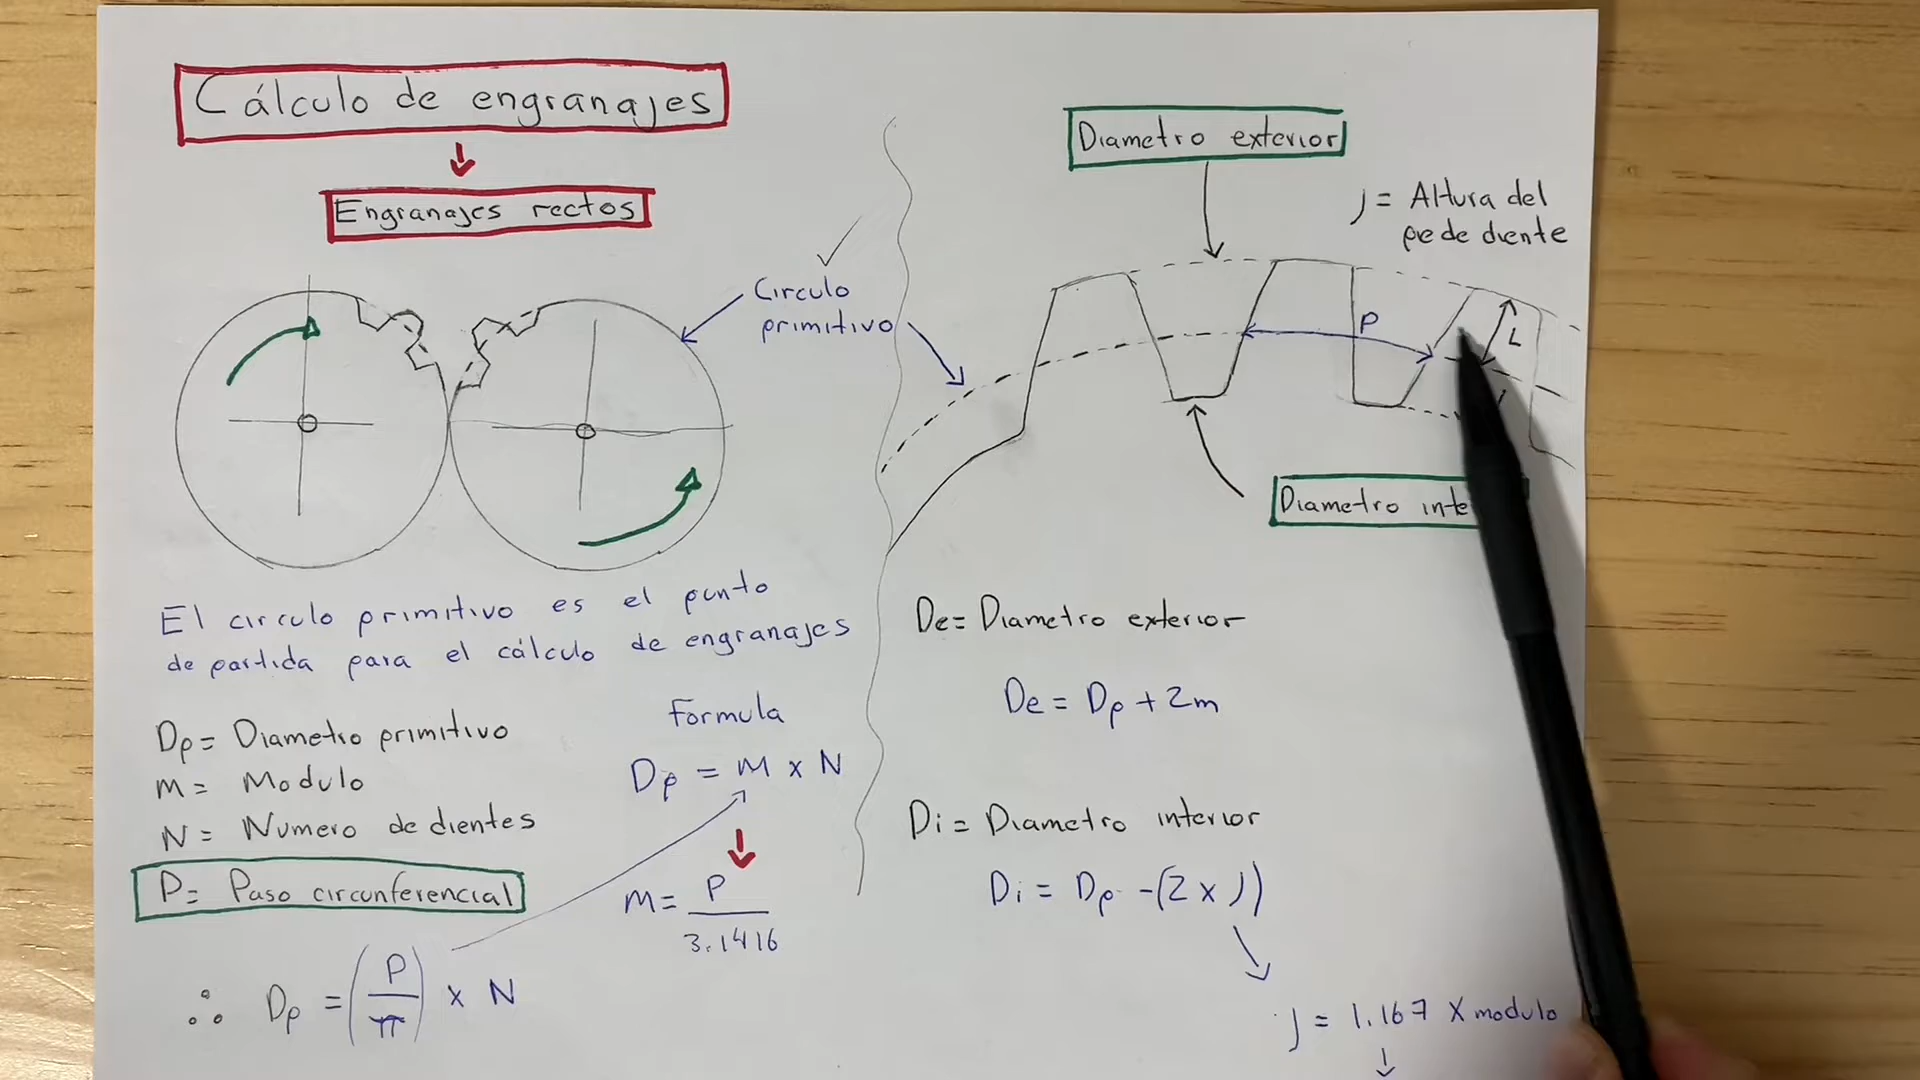 Cálculo de engranajes
Engranajes rectos
Circulo
primitivo
El circulo primitivo es el punto
de partida para el cálculo de engranajes
Dp= Diametro primitivo
m= Modulo
N= Numero de dientes
P= Paso circunferencial
∴ Dp = (P/π) x N
Formula
Dp = M x N
m= P
3.1416
Diametro exterior
J= Altura del
pie de diente
P
L
Diametro inte
De= Diametro exterior
De= Dp + 2m
Di= Diametro interior
Di= Dp -(2 x J)
J = 1.167 x modulo